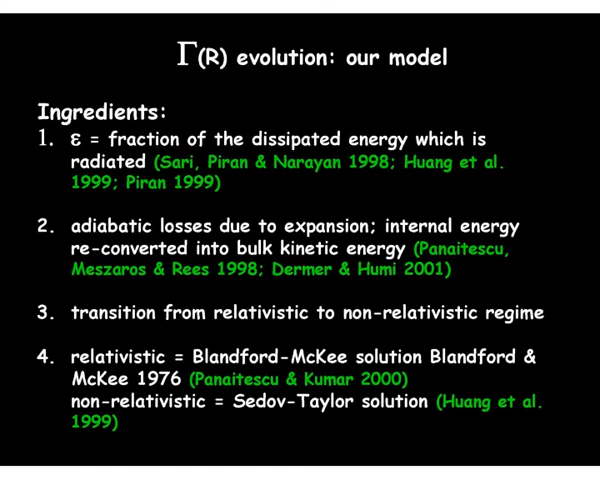 Γ(R) evolution: our model
Ingredients:
1. ε = fraction of the dissipated energy which is
radiated (Sari, Piran & Narayan 1998; Huang et al.
1999; Piran 1999)
2. adiabatic losses due to expansion; internal energy
re-converted into bulk kinetic energy (Panaitescu,
Meszaros & Rees 1998; Dermer & Humi 2001)
3. transition from relativistic to non-relativistic regime
4. relativistic = Blandford-McKee solution Blandford &
McKee 1976 (Panaitescu & Kumar 2000)
non-relativistic = Sedov-Taylor solution (Huang et al.
1999)